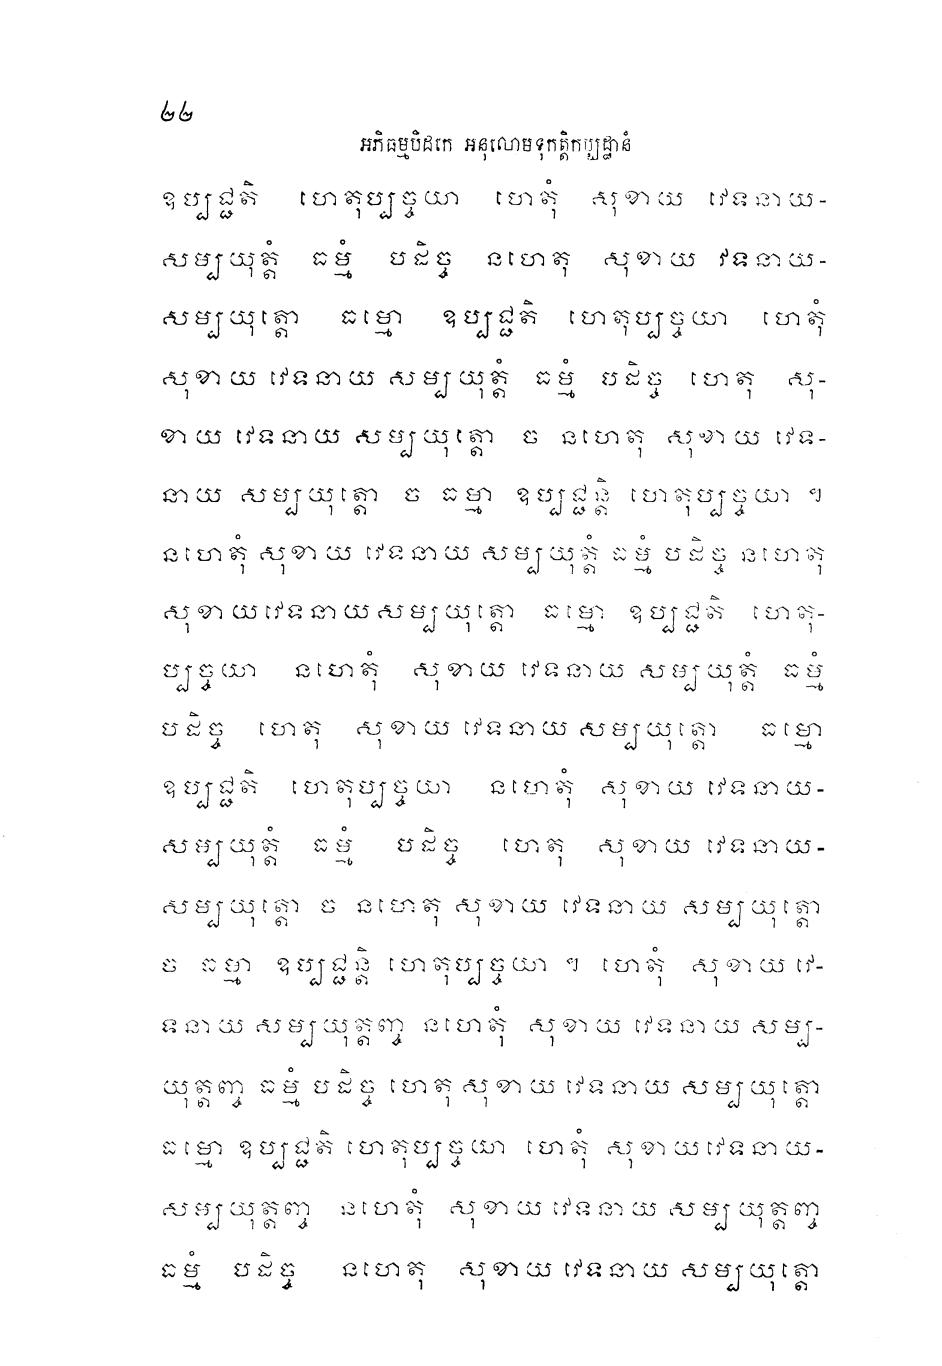 ២២
អភិធម្មបិដកេ អនុលោមទុកត្តិកប្បដ្ឋានំ
ឧប្បជ្ជតិ ហេតុប្បច្ចយា ហេតុំ សុខាយ វេទនាយ-
សម្បយុត្តំ ធម្មំ បដិច្ច នហេតុ សុខាយ វេទនាយ-
សម្បយុត្តោ ធម្មោ ឧប្បជ្ជតិ ហេតុប្បច្ចយា ហេតុំ
សុខាយ វេទនាយ សម្បយុត្តំ ធម្មំ បដិច្ច ហេតុ សុ-
ខាយ វេទនាយ សម្បយុត្តោ ច នហេតុ សុខាយ វេទ-
នាយ សម្បយុត្តោ ច ធម្មា ឧប្បជ្ជន្តិ ហេតុប្បច្ចយា ។
នហេតុំ សុខាយ វេទនាយ សម្បយុត្តំ ធម្មំ បដិច្ច នហេតុ
សុខាយ វេទនាយ សម្បយុត្តោ ធម្មោ ឧប្បជ្ជតិ ហេតុ-
ប្បច្ចយា នហេតុំ សុខាយ វេទនាយ សម្បយុត្តំ ធម្មំ
បដិច្ច ហេតុ សុខាយ វេទនាយ សម្បយុត្តោ ធម្មោ
ឧប្បជ្ជតិ ហេតុប្បច្ចយា នហេតុំ សុខាយ វេទនាយ-
សម្បយុត្តំ ធម្មំ បដិច្ច ហេតុ សុខាយ វេទនាយ-
សម្បយុត្តោ ច នហេតុ សុខាយ វេទនាយ សម្បយុត្តោ
ច ធម្មា ឧប្បជ្ជន្តិ ហេតុប្បច្ចយា ។ ហេតុំ សុខាយ វេ-
ទនាយ សម្បយុត្តញ្ច នហេតុំ សុខាយ វេទនាយ សម្ប-
យុត្តញ្ច ធម្មំ បដិច្ច ហេតុ សុខាយ វេទនាយ សម្បយុត្តោ
ធម្មោ ឧប្បជ្ជតិ ហេតុប្បច្ចយា ហេតុំ សុខាយ វេទនាយ-
សម្បយុត្តញ្ច នហេតុំ សុខាយ វេទនាយ សម្បយុត្តញ្ច
ធម្មំ បដិច្ច នហេតុ សុខាយ វេទនាយ សម្បយុត្តោ